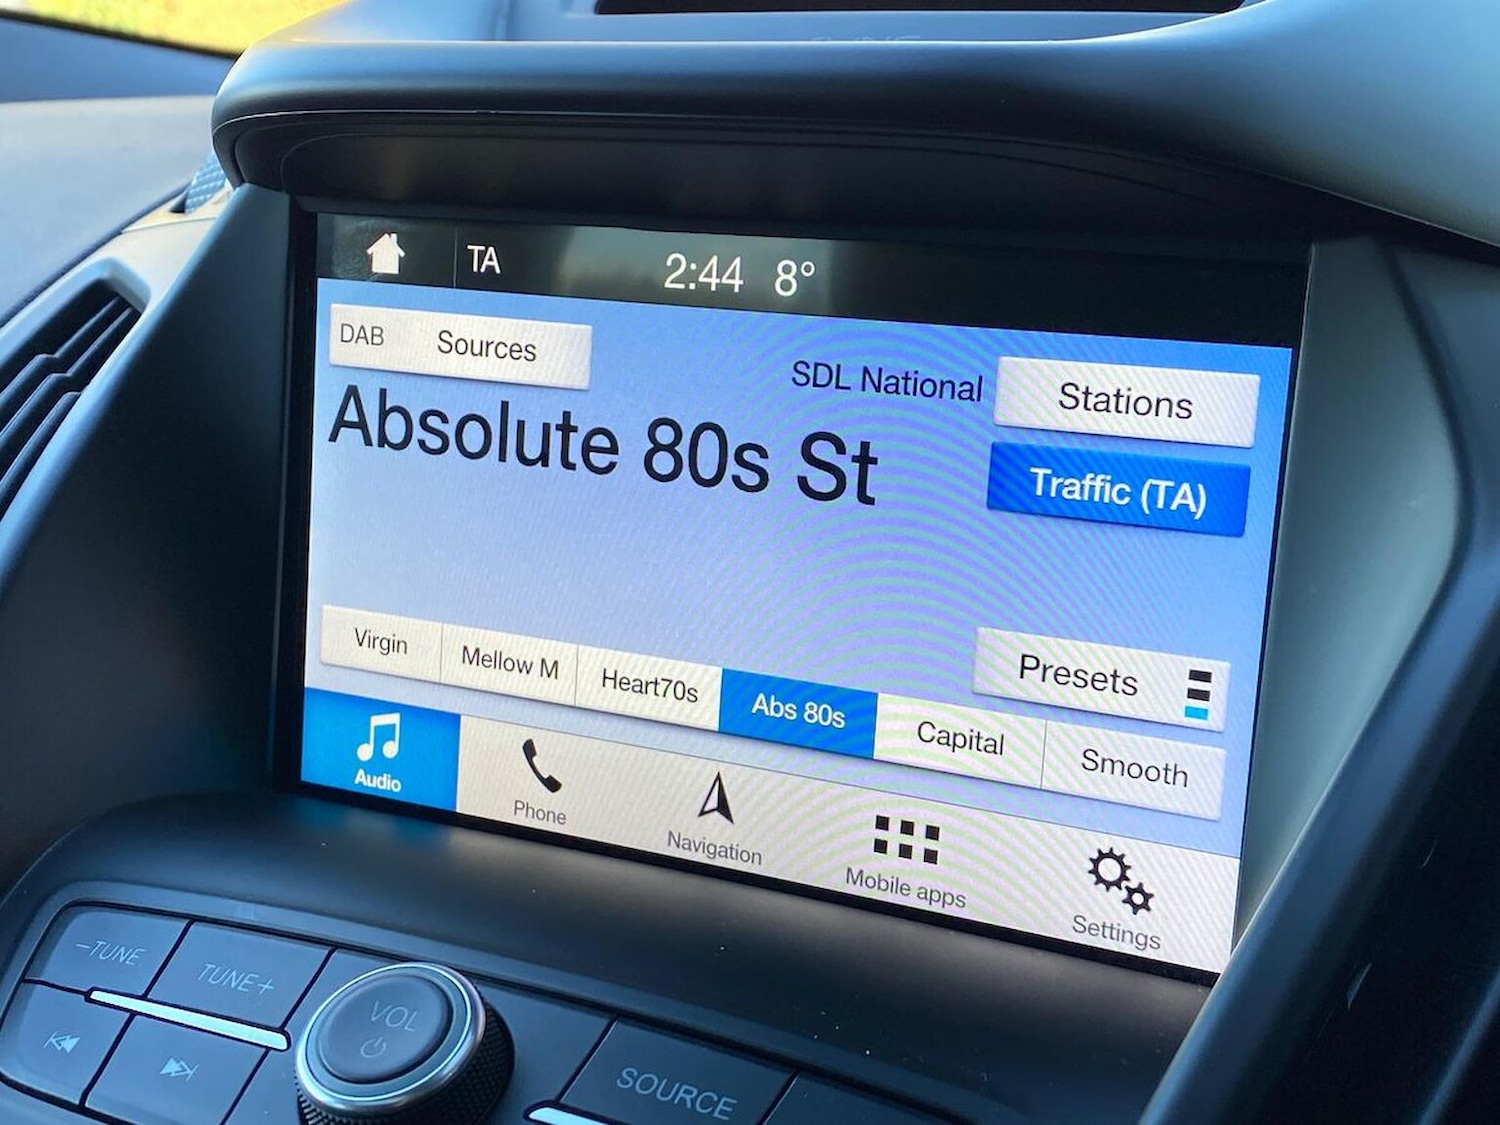 TA
2:44 8°
DAB Sources
SDL National
Stations
Absolute 80s St
Traffic (TA)
Presets
Virgin
Mellow M
Heart70s
Abs 80s
Capital
Smooth
Audio
Phone
Navigation
Mobile apps
Settings
–TUNE
TUNE+
VOL
SOURCE